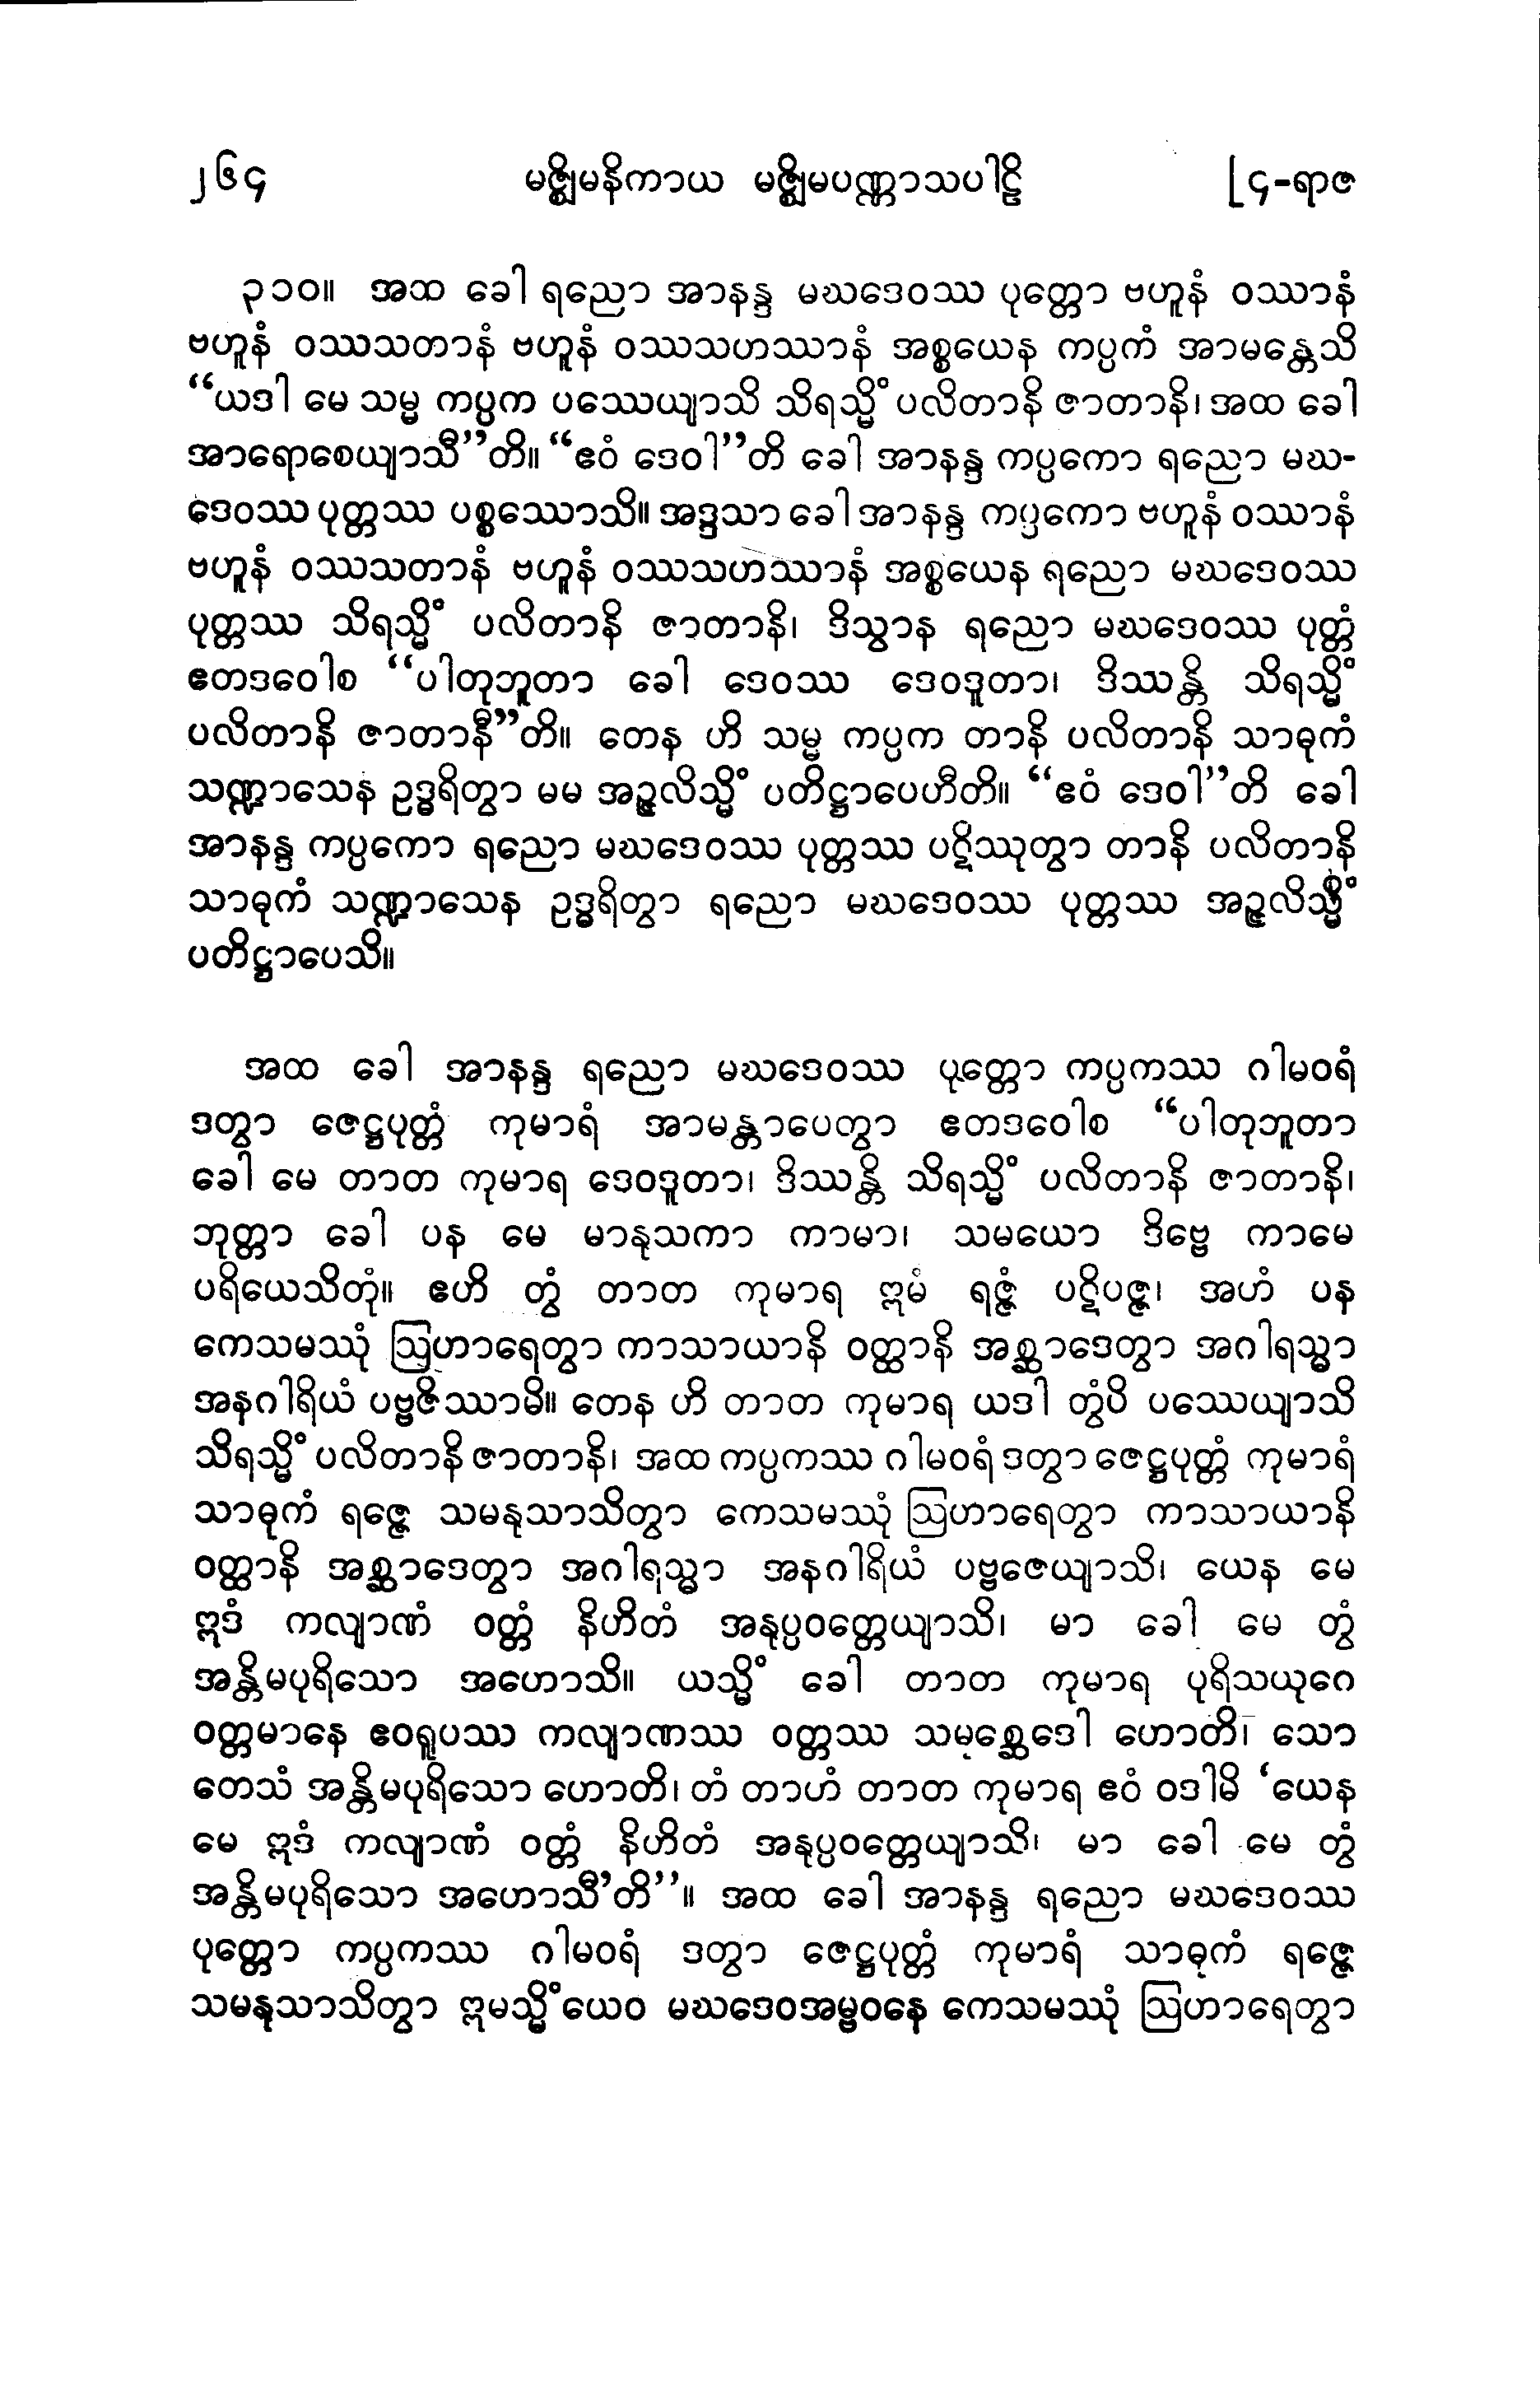 ၂၆၄ မဇ္ဈိမနိကာယ မဇ္ဈိမပဏ္ဏာသပါဠိ [၄-ရာဇ
၃၁၀။ အထ ခေါ ရညော အာနန္ဒ မဃဒေဝဿ ပုတ္တော ဗဟူနံ ဝဿာနံ
ဗဟူနံ ဝဿသတာနံ ဗဟူနံ ဝဿသဟဿာနံ အစ္စယေန ကပ္ပကံ အာမန္တေသိ
“ယဒါ မေ သမ္မ ကပ္ပက ပဿေယျာသိ သိရသ္မိံ ပလိတာနိ ဇာတာနိ၊ အထ ခေါ
အာရောစေယျာသီ”တိ။ “ဧဝံ ဒေဝါ”တိ ခေါ အာနန္ဒ ကပ္ပကော ရညော မဃ-
ဒေဝဿ ပုတ္တဿ ပစ္စဿောသိ။ အဒ္ဒသာ ခေါ အာနန္ဒ ကပ္ပကော ဗဟူနံ ဝဿာနံ
ဗဟူနံ ဝဿသတာနံ ဗဟူနံ ဝဿသဟဿာနံ အစ္စယေန ရညော မဃဒေဝဿ
ပုတ္တဿ သိရသ္မိံ ပလိတာနိ ဇာတာနိ၊ ဒိသွာန ရညော မဃဒေဝဿ ပုတ္တံ
ဧတဒဝေါစ “ပါတုဘူတာ ခေါ ဒေဝဿ ဒေဝဒူတာ၊ ဒိဿန္တိ သိရသ္မိံ
ပလိတာနိ ဇာတာနီ”တိ။ တေန ဟိ သမ္မ ကပ္ပက တာနိ ပလိတာနိ သာဓုကံ
သဏ္ဍာသေန ဥဒ္ဓရိတွာ မမ အဉ္ဇလိသ္မိံ ပတိဋ္ဌာပေဟီတိ။ “ဧဝံ ဒေဝါ”တိ ခေါ
အာနန္ဒ ကပ္ပကော ရညော မဃဒေဝဿ ပုတ္တဿ ပဋိဿုတွာ တာနိ ပလိတာနိ
သာဓုကံ သဏ္ဍာသေန ဥဒ္ဓရိတွာ ရညော မဃဒေဝဿ ပုတ္တဿ အဉ္ဇလိသ္မိံ
ပတိဋ္ဌာပေသိ။
အထ ခေါ အာနန္ဒ ရညော မဃဒေဝဿ ပုတ္တော ကပ္ပကဿ ဂါမဝရံ
ဒတွာ ဇေဋ္ဌပုတ္တံ ကုမာရံ အာမန္တာပေတွာ ဧတဒဝေါစ “ပါတုဘူတာ
ခေါ မေ တာတ ကုမာရ ဒေဝဒူတာ၊ ဒိဿန္တိ သိရသ္မိံ ပလိတာနိ ဇာတာနိ၊
ဘုတ္တာ ခေါ ပန မေ မာနုသကာ ကာမာ၊ သမယော ဒိဗ္ဗေ ကာမေ
ပရိယေသိတုံ။ ဧဟိ တွံ တာတ ကုမာရ ဣမံ ရဇ္ဇံ ပဋိပဇ္ဇ၊ အဟံ ပန
ကေသမဿုံ ဩဟာရေတွာ ကာသာယာနိ ဝတ္ထာနိ အစ္ဆာဒေတွာ အဂါရသ္မာ
အနဂါရိယံ ပဗ္ဗဇိဿာမိ။ တေန ဟိ တာတ ကုမာရ ယဒါ တွံပိ ပဿေယျာသိ
သိရသ္မိံ ပလိတာနိ ဇာတာနိ၊ အထ ကပ္ပကဿ ဂါမဝရံ ဒတွာ ဇေဋ္ဌပုတ္တံ ကုမာရံ
သာဓုကံ ရဇ္ဇေ သမနုသာသိတွာ ကေသမဿုံ ဩဟာရေတွာ ကာသာယာနိ
ဝတ္ထာနိ အစ္ဆာဒေတွာ အဂါရသ္မာ အနဂါရိယံ ပဗ္ဗဇေယျာသိ၊ ယေန မေ
ဣဒံ ကလျာဏံ ဝတ္တံ နိဟိတံ အနုပ္ပဝတ္တေယျာသိ၊ မာ ခေါ မေ တွံ
အန္တိမပုရိသော အဟောသိ။ ယသ္မိံ ခေါ တာတ ကုမာရ ပုရိသယုဂေ
ဝတ္တမာနေ ဧဝရူပဿ ကလျာဏဿ ဝတ္တဿ သမုစ္ဆေဒေါ ဟောတိ၊ သော
တေသံ အန္တိမပုရိသော ဟောတိ၊ တံ တာဟံ တာတ ကုမာရ ဧဝံ ဝဒါမိ ‘ယေန
မေ ဣဒံ ကလျာဏံ ဝတ္တံ နိဟိတံ အနုပ္ပဝတ္တေယျာသိ၊ မာ ခေါ မေ တွံ
အန္တိမပုရိသော အဟောသီ’တိ”။ အထ ခေါ အာနန္ဒ ရညော မဃဒေဝဿ
ပုတ္တော ကပ္ပကဿ ဂါမဝရံ ဒတွာ ဇေဋ္ဌပုတ္တံ ကုမာရံ သာဓုကံ ရဇ္ဇေ
သမနုသာသိတွာ ဣမသ္မိံယေဝ မဃဒေဝအမ္ဗဝနေ ကေသမဿုံ ဩဟာရေတွာ